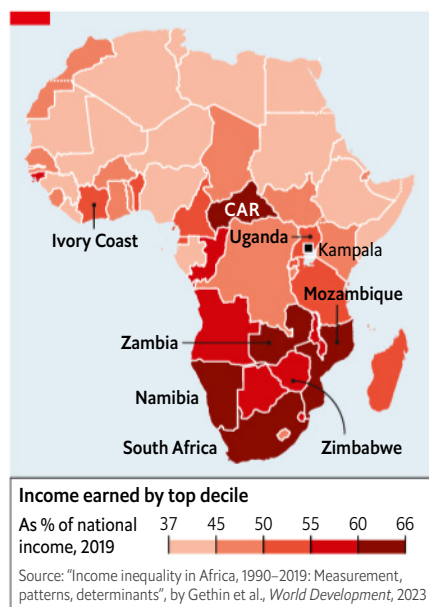 CAR
Ivory Coast
Uganda
Kampala
Mozambique
Zambia
Namibia
South Africa
Zimbabwe
Income earned by top decile
As % of national
income, 2019
37 45 50 55 60 66
Source: “Income inequality in Africa, 1990–2019: Measurement,
patterns, determinants”, by Gethin et al., World Development, 2023